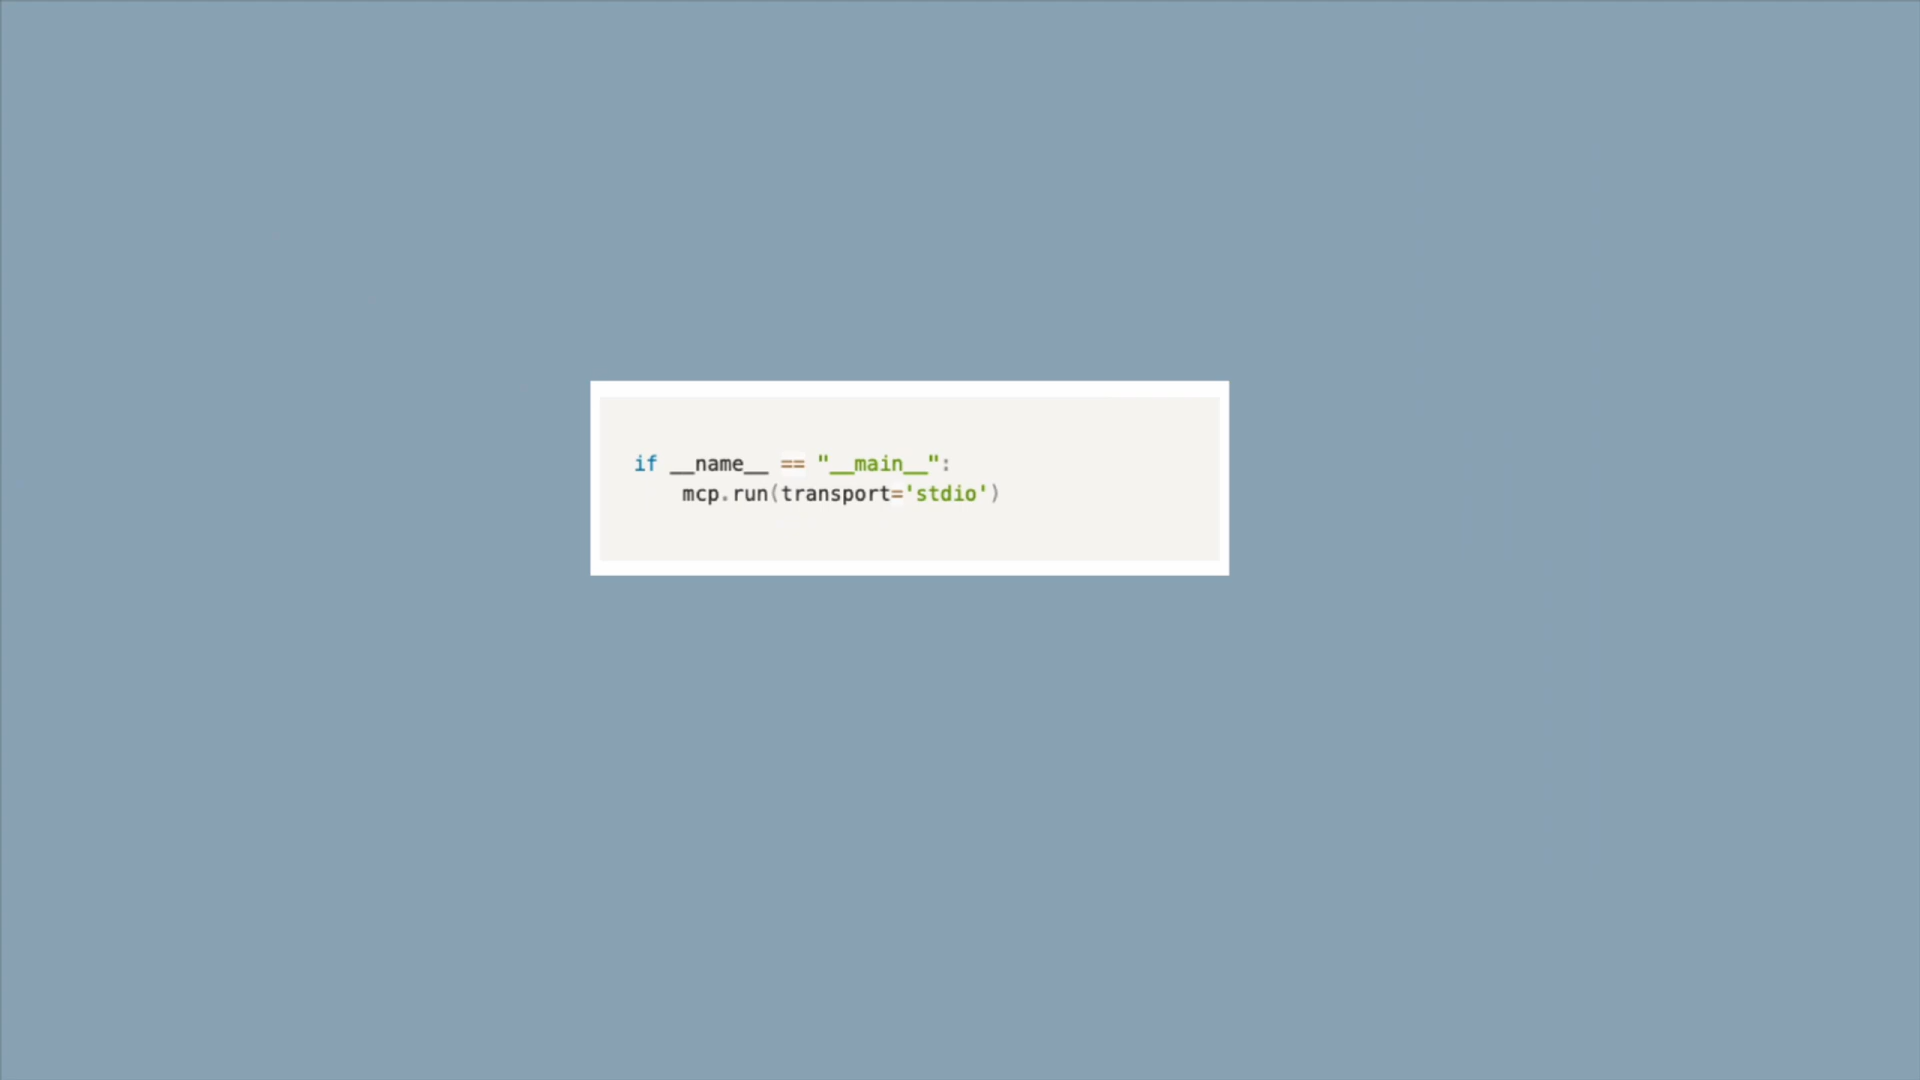 if __name__ == "__main__":
    mcp.run(transport='stdio')